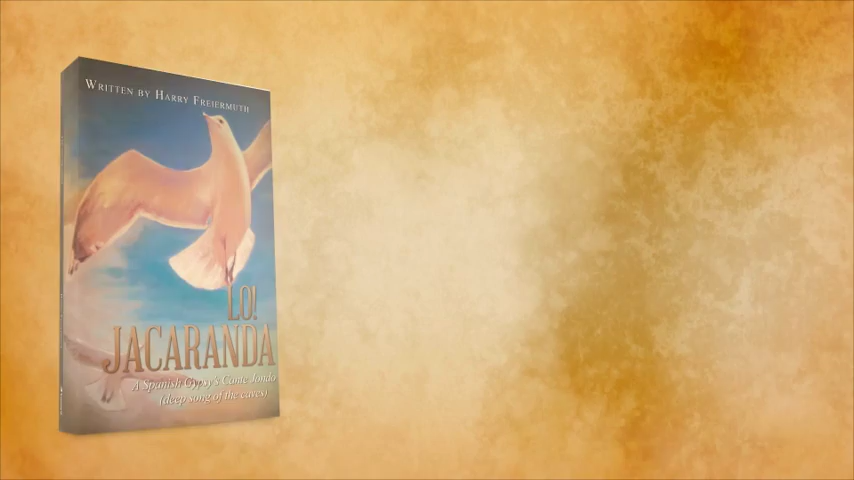 WRITTEN BY HARRY FREIERMUTH
LO!
JACARANDA
A Spanish Gypsy's Cante Jondo
(deep song of the caves)